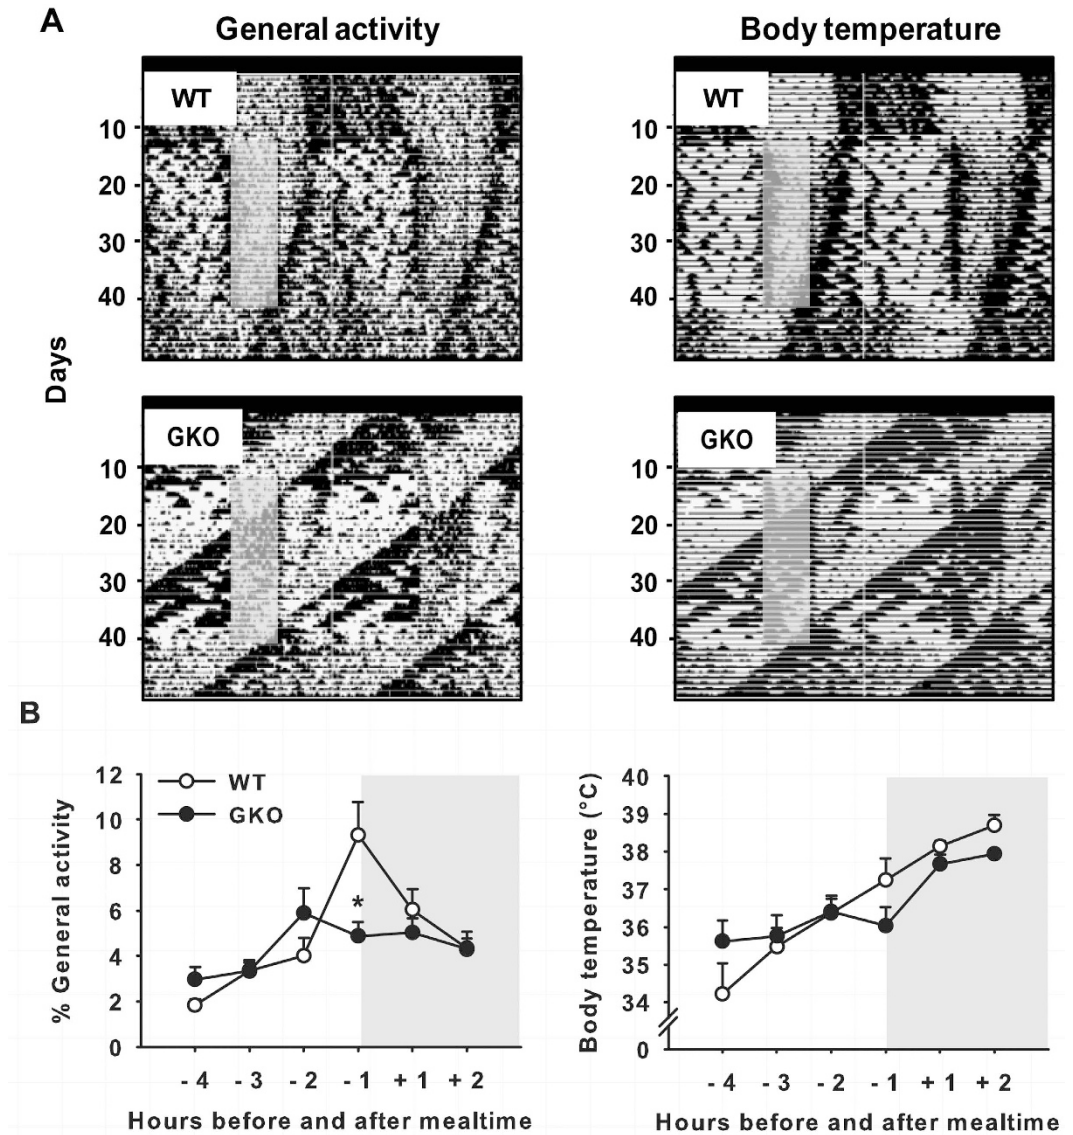 A
General activity
Body temperature
WT
WT
10
20
30
40
10
20
30
40
Days
GKO
GKO
10
20
30
40
10
20
30
40
B
12
10
8
6
4
2
0
% General activity
WT
GKO
*
- 4 - 3 - 2 - 1 + 1 + 2
Hours before and after mealtime
40
39
38
37
36
35
34
0
Body temperature (°C)
- 4 - 3 - 2 - 1 + 1 + 2
Hours before and after mealtime